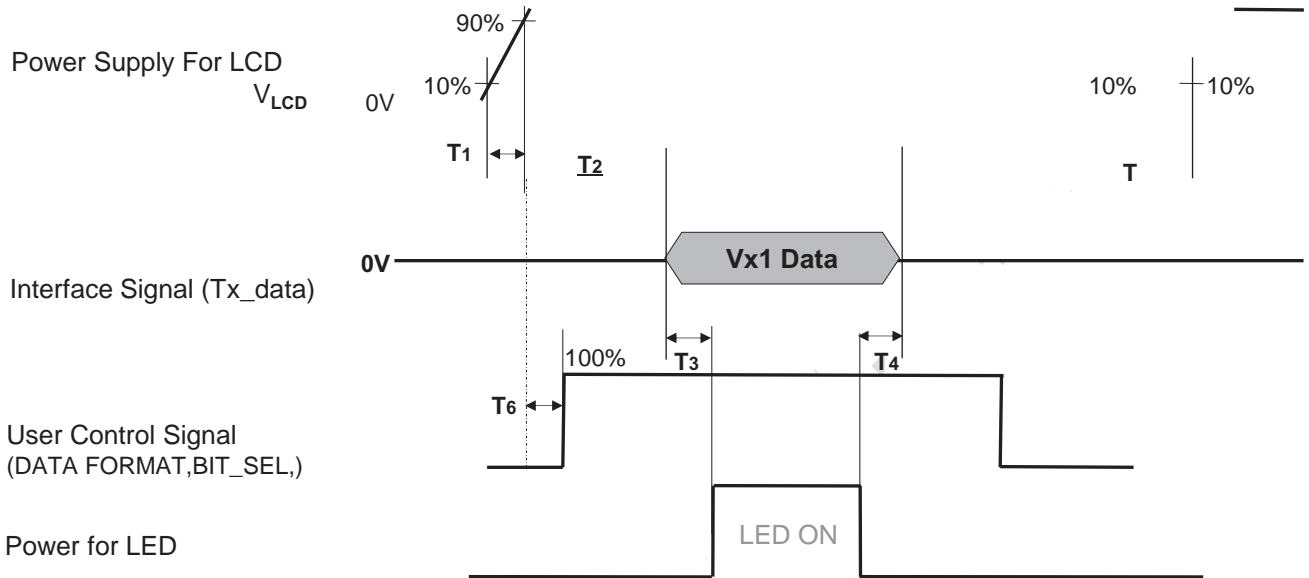 90%
Power Supply For LCD
VLCD 0V 10% 10% 10%
T1 T2 T
0V Vx1 Data
Interface Signal (Tx_data)
100% T3 T4
T6
User Control Signal
(DATA FORMAT,BIT_SEL,)
LED ON
Power for LED